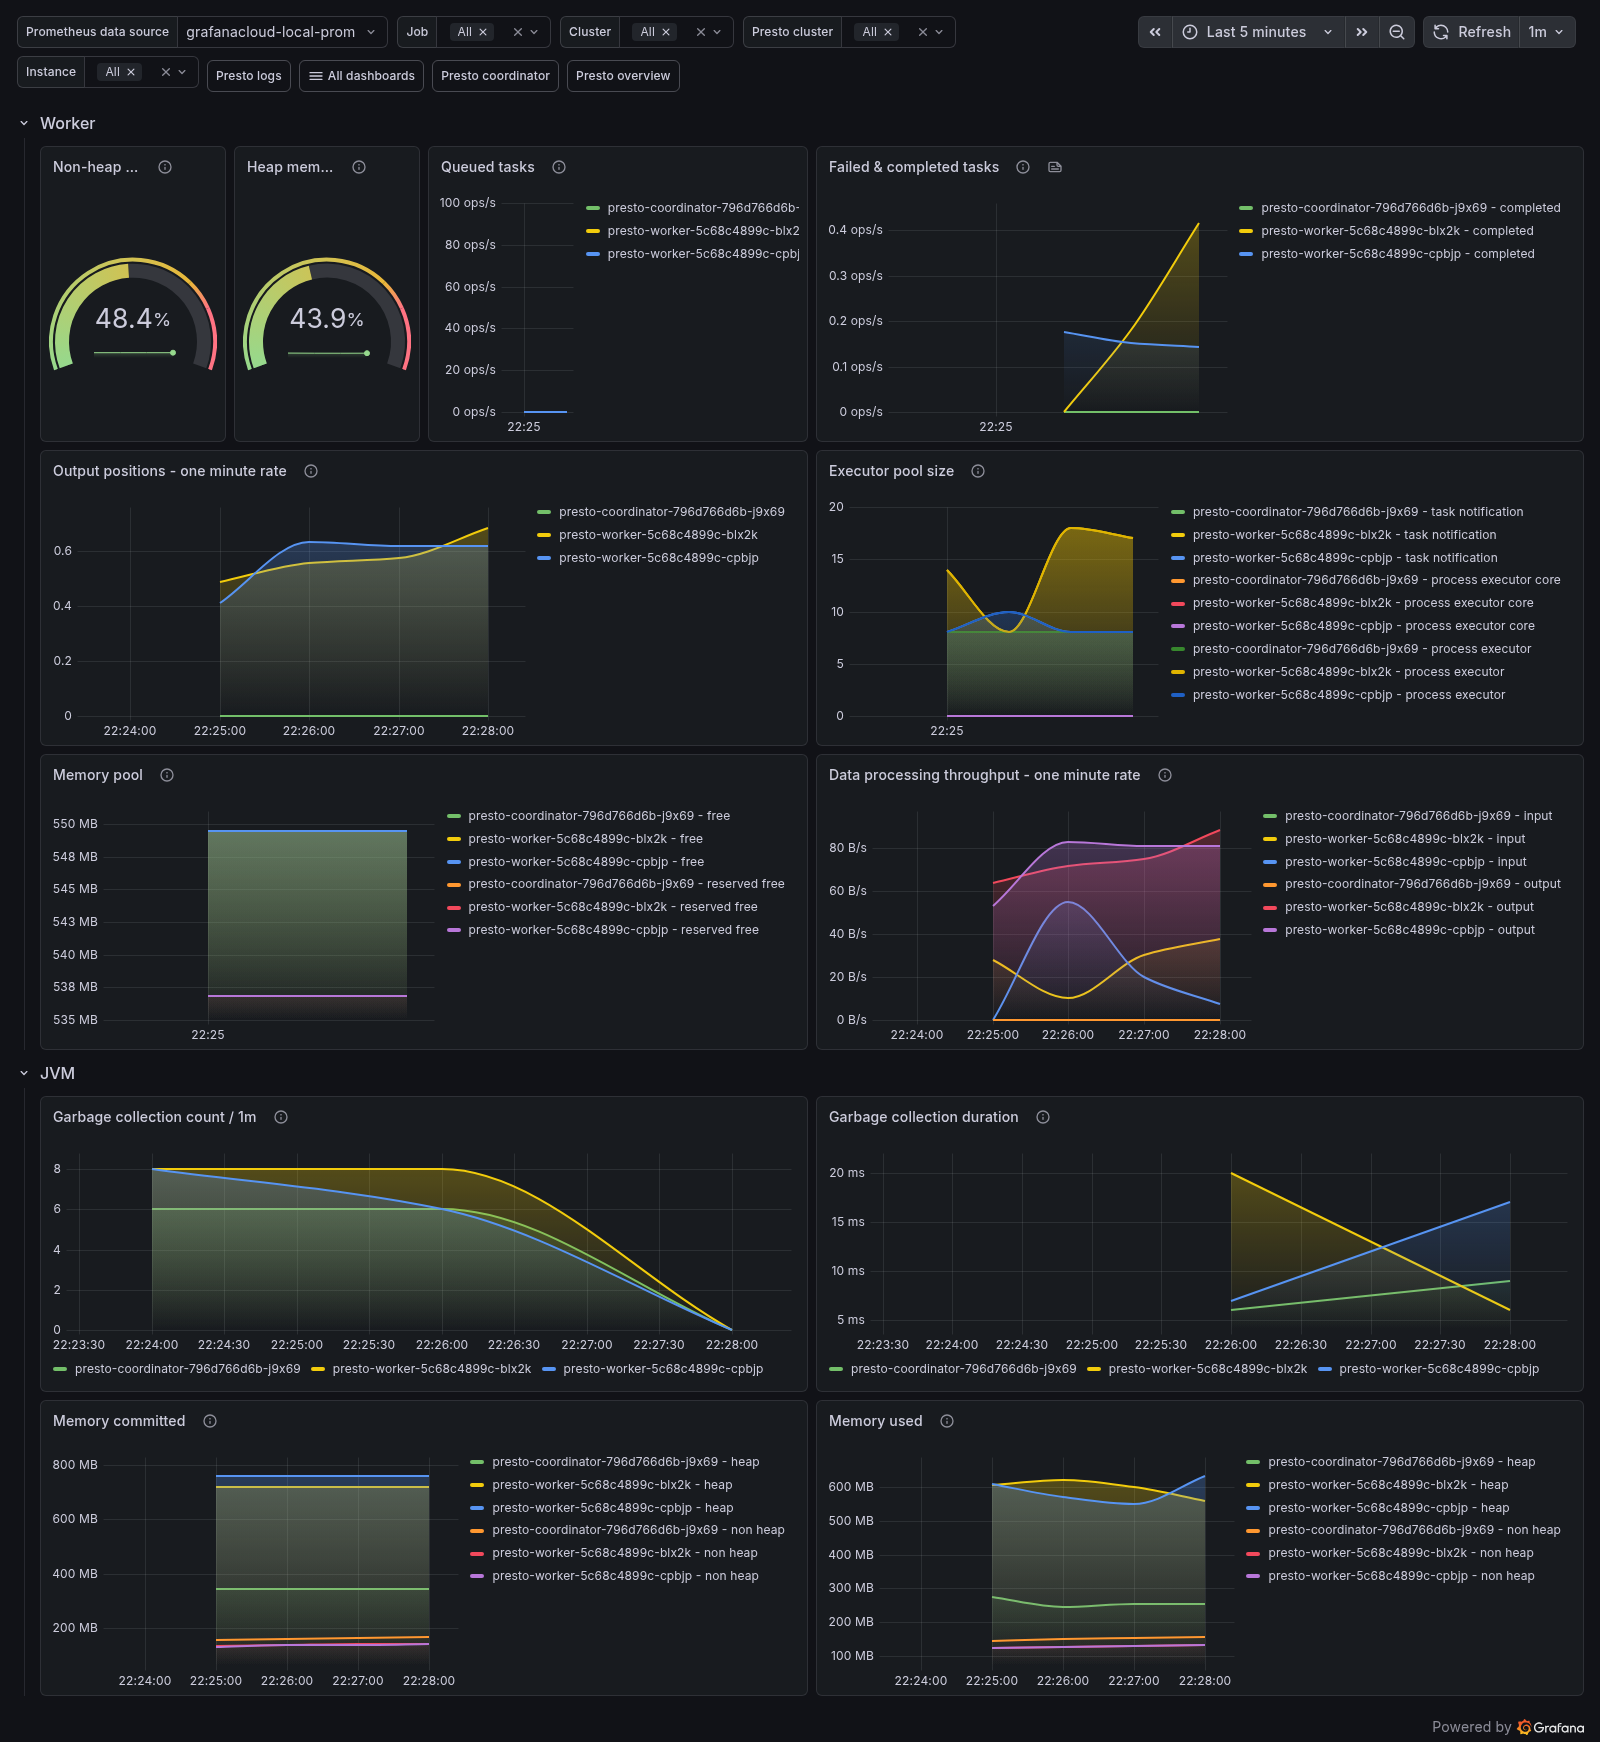 Prometheus data source grafanacloud-local-prom Job All Cluster All Presto cluster All Last 5 minutes Refresh 1m
Instance All Presto logs All dashboards Presto coordinator Presto overview
Worker
Non-heap ...
48.4%
Heap mem...
43.9%
Queued tasks
100 ops/s
80 ops/s
60 ops/s
40 ops/s
20 ops/s
0 ops/s
22:25
presto-coordinator-796d766d6b-
presto-worker-5c68c4899c-blx2
presto-worker-5c68c4899c-cpbj
Failed & completed tasks
0.4 ops/s
0.3 ops/s
0.2 ops/s
0.1 ops/s
0 ops/s
22:25
presto-coordinator-796d766d6b-j9x69 - completed
presto-worker-5c68c4899c-blx2k - completed
presto-worker-5c68c4899c-cpbjp - completed
Output positions - one minute rate
0.6
0.4
0.2
0
22:24:00 22:25:00 22:26:00 22:27:00 22:28:00
presto-coordinator-796d766d6b-j9x69
presto-worker-5c68c4899c-blx2k
presto-worker-5c68c4899c-cpbjp
Executor pool size
20
15
10
5
0
22:25
presto-coordinator-796d766d6b-j9x69 - task notification
presto-worker-5c68c4899c-blx2k - task notification
presto-worker-5c68c4899c-cpbjp - task notification
presto-coordinator-796d766d6b-j9x69 - process executor core
presto-worker-5c68c4899c-blx2k - process executor core
presto-worker-5c68c4899c-cpbjp - process executor core
presto-coordinator-796d766d6b-j9x69 - process executor
presto-worker-5c68c4899c-blx2k - process executor
presto-worker-5c68c4899c-cpbjp - process executor
Memory pool
550 MB
548 MB
545 MB
543 MB
540 MB
538 MB
535 MB
22:25
presto-coordinator-796d766d6b-j9x69 - free
presto-worker-5c68c4899c-blx2k - free
presto-worker-5c68c4899c-cpbjp - free
presto-coordinator-796d766d6b-j9x69 - reserved free
presto-worker-5c68c4899c-blx2k - reserved free
presto-worker-5c68c4899c-cpbjp - reserved free
Data processing throughput - one minute rate
80 B/s
60 B/s
40 B/s
20 B/s
0 B/s
22:24:00 22:25:00 22:26:00 22:27:00 22:28:00
presto-coordinator-796d766d6b-j9x69 - input
presto-worker-5c68c4899c-blx2k - input
presto-worker-5c68c4899c-cpbjp - input
presto-coordinator-796d766d6b-j9x69 - output
presto-worker-5c68c4899c-blx2k - output
presto-worker-5c68c4899c-cpbjp - output
JVM
Garbage collection count / 1m
8
6
4
2
0
22:23:30 22:24:00 22:24:30 22:25:00 22:25:30 22:26:00 22:26:30 22:27:00 22:27:30 22:28:00
presto-coordinator-796d766d6b-j9x69 presto-worker-5c68c4899c-blx2k presto-worker-5c68c4899c-cpbjp
Garbage collection duration
20 ms
15 ms
10 ms
5 ms
22:23:30 22:24:00 22:24:30 22:25:00 22:25:30 22:26:00 22:26:30 22:27:00 22:27:30 22:28:00
presto-coordinator-796d766d6b-j9x69 presto-worker-5c68c4899c-blx2k presto-worker-5c68c4899c-cpbjp
Memory committed
800 MB
600 MB
400 MB
200 MB
22:24:00 22:25:00 22:26:00 22:27:00 22:28:00
presto-coordinator-796d766d6b-j9x69 - heap
presto-worker-5c68c4899c-blx2k - heap
presto-worker-5c68c4899c-cpbjp - heap
presto-coordinator-796d766d6b-j9x69 - non heap
presto-worker-5c68c4899c-blx2k - non heap
presto-worker-5c68c4899c-cpbjp - non heap
Memory used
600 MB
500 MB
400 MB
300 MB
200 MB
100 MB
22:24:00 22:25:00 22:26:00 22:27:00 22:28:00
presto-coordinator-796d766d6b-j9x69 - heap
presto-worker-5c68c4899c-blx2k - heap
presto-worker-5c68c4899c-cpbjp - heap
presto-coordinator-796d766d6b-j9x69 - non heap
presto-worker-5c68c4899c-blx2k - non heap
presto-worker-5c68c4899c-cpbjp - non heap
Powered by Grafana